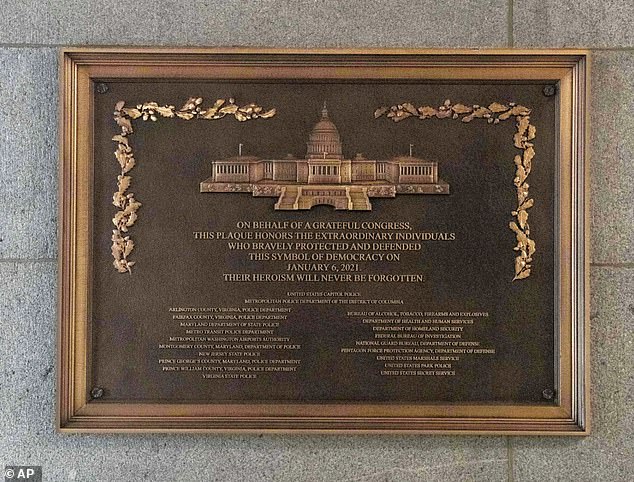 ON BEHALF OF A GRATEFUL CONGRESS,
THIS PLAQUE HONORS THE EXTRAORDINARY INDIVIDUALS
WHO BRAVELY PROTECTED AND DEFENDED
THIS SYMBOL OF DEMOCRACY ON
JANUARY 6, 2021.
THEIR HEROISM WILL NEVER BE FORGOTTEN.
UNITED STATES CAPITOL POLICE
METROPOLITAN POLICE DEPARTMENT OF THE DISTRICT OF COLUMBIA
ARLINGTON COUNTY, VIRGINIA, POLICE DEPARTMENT
FAIRFAX COUNTY, VIRGINIA, POLICE DEPARTMENT
MARYLAND DEPARTMENT OF STATE POLICE
METRO TRANSIT POLICE DEPARTMENT
METROPOLITAN WASHINGTON AIRPORTS AUTHORITY
MONTGOMERY COUNTY, MARYLAND, DEPARTMENT OF POLICE
NEW JERSEY STATE POLICE
PRINCE GEORGE'S COUNTY, MARYLAND, POLICE DEPARTMENT
PRINCE WILLIAM COUNTY, VIRGINIA, POLICE DEPARTMENT
VIRGINIA STATE POLICE
BUREAU OF ALCOHOL, TOBACCO, FIREARMS AND EXPLOSIVES
DEPARTMENT OF HEALTH AND HUMAN SERVICES
DEPARTMENT OF HOMELAND SECURITY
FEDERAL BUREAU OF INVESTIGATION
NATIONAL GUARD BUREAU, DEPARTMENT OF DEFENSE
PENTAGON FORCE PROTECTION AGENCY, DEPARTMENT OF DEFENSE
UNITED STATES MARSHALS SERVICE
UNITED STATES PARK POLICE
UNITED STATES SECRET SERVICE
© AP